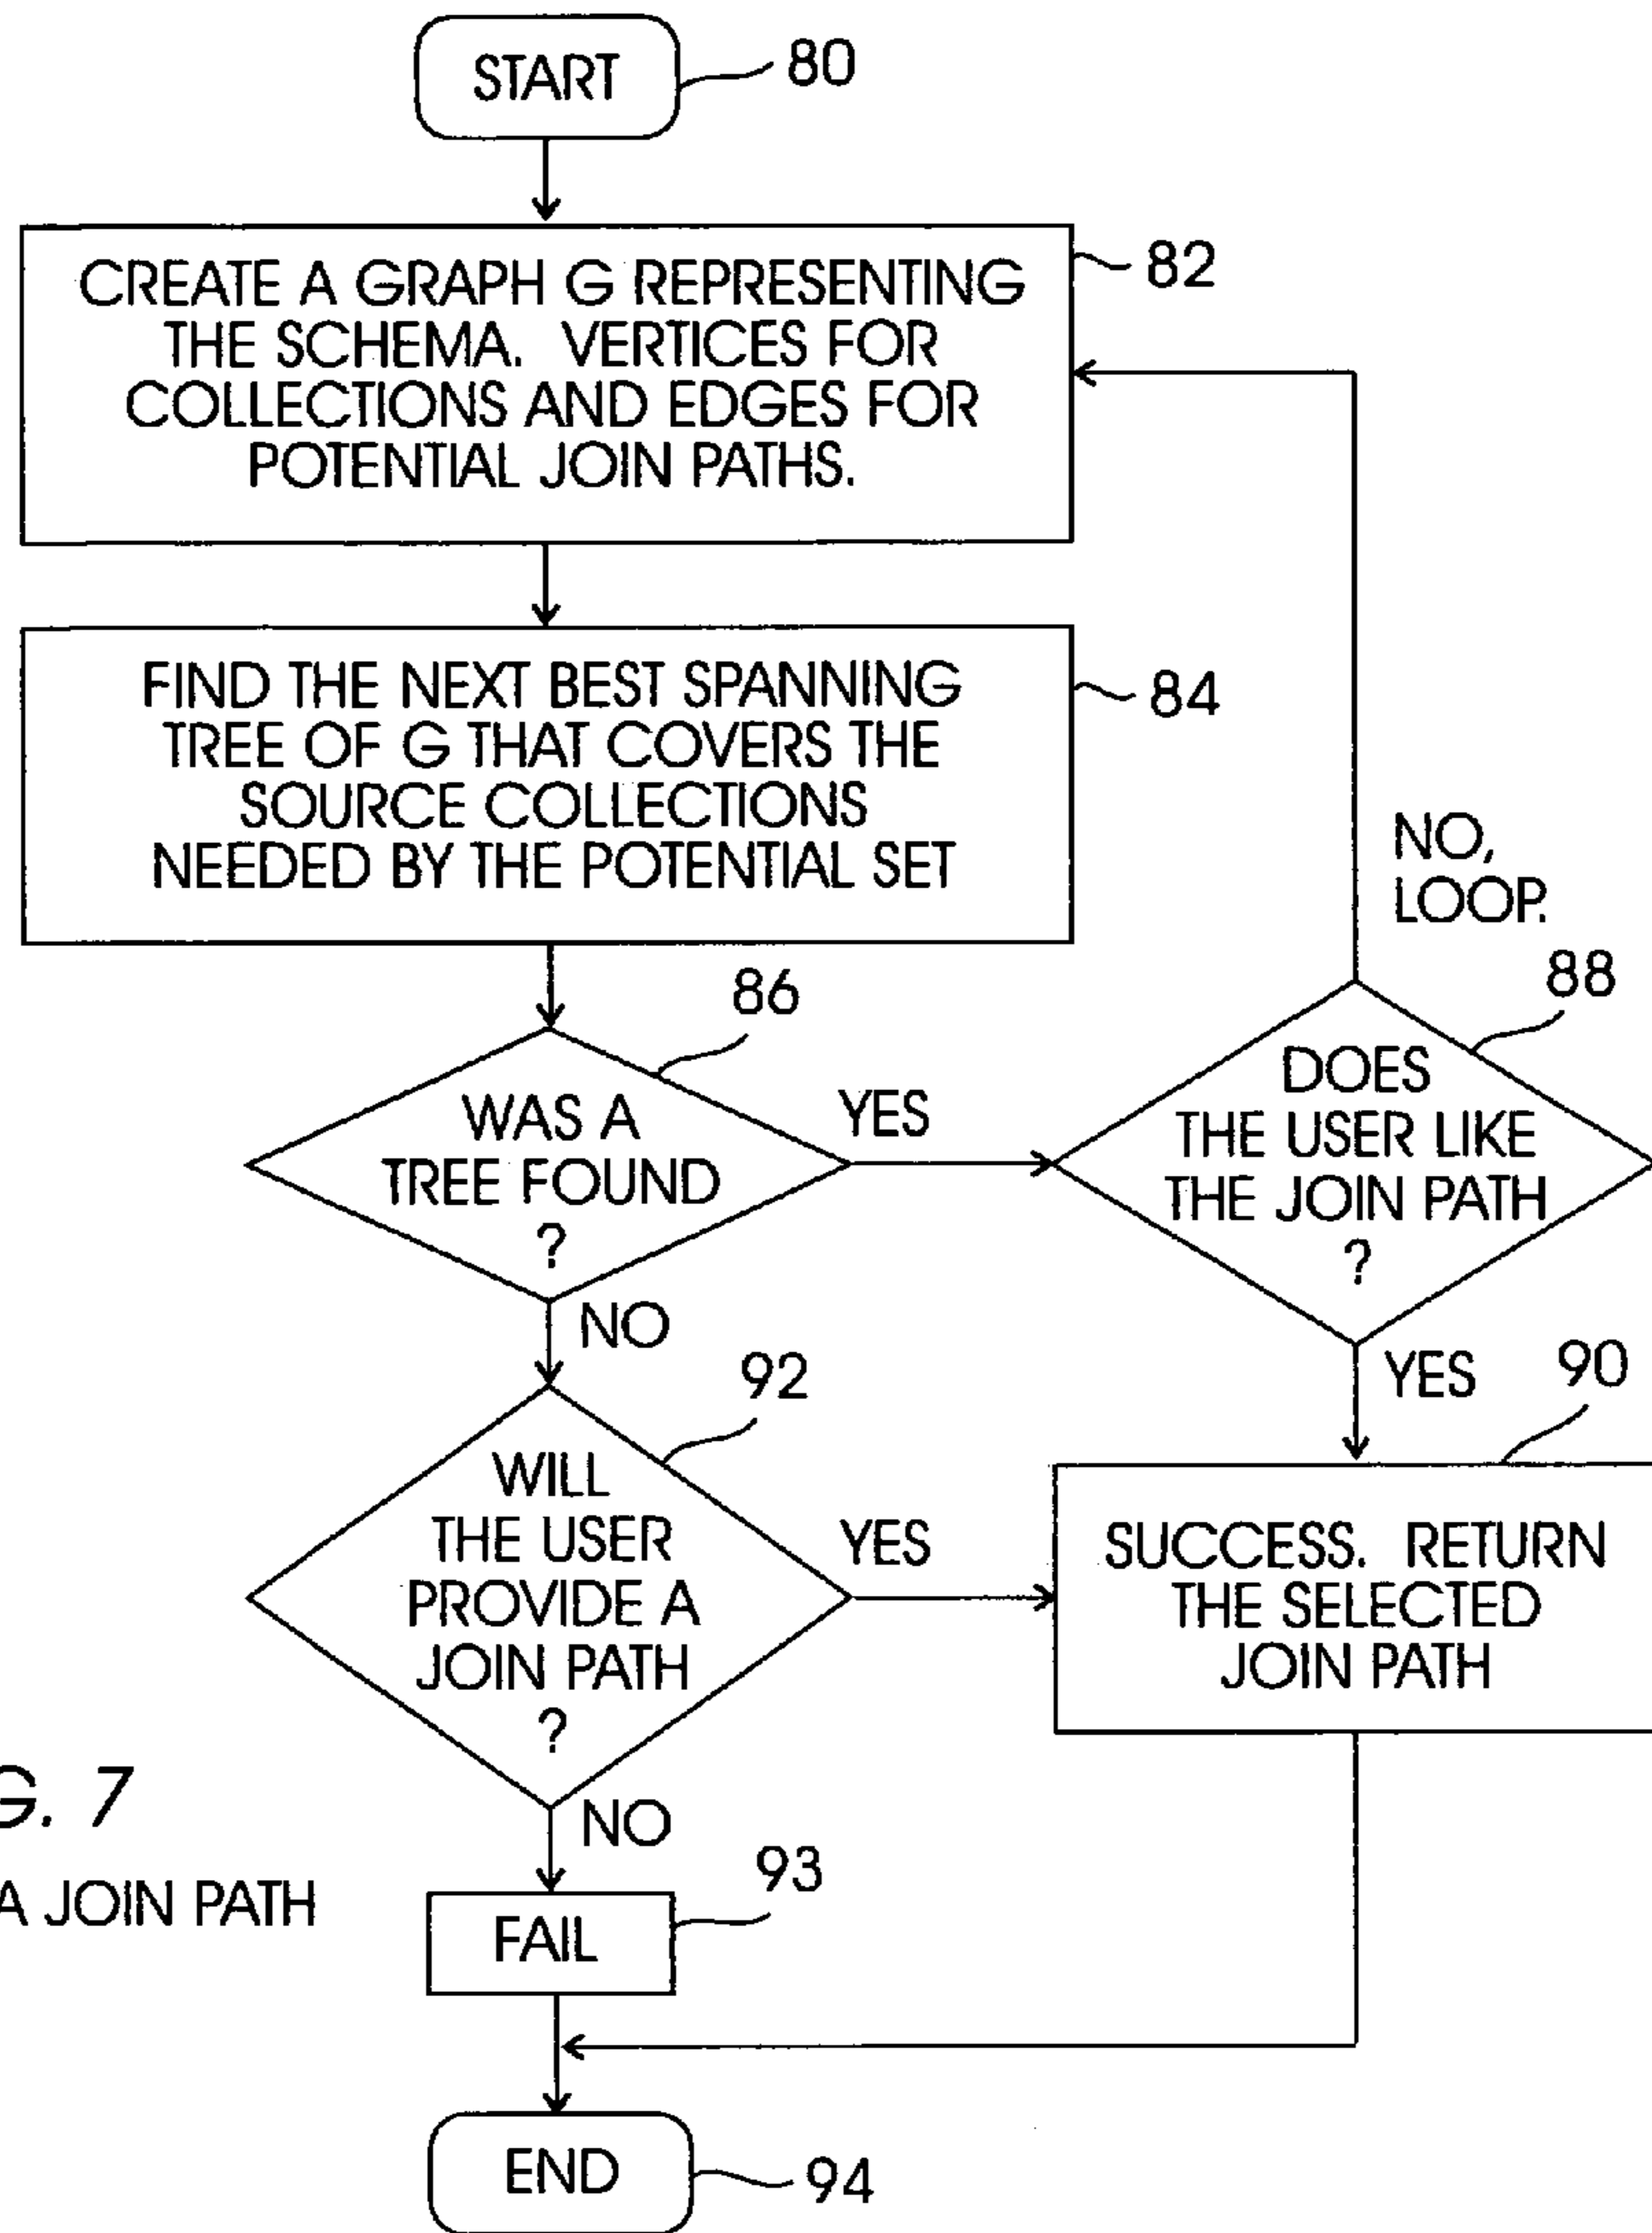 START
80
CREATE A GRAPH G REPRESENTING
THE SCHEMA. VERTICES FOR
COLLECTIONS AND EDGES FOR
POTENTIAL JOIN PATHS.
82
FIND THE NEXT BEST SPANNING
TREE OF G THAT COVERS THE
SOURCE COLLECTIONS
NEEDED BY THE POTENTIAL SET
84
NO,
LOOP.
86
WAS A
TREE FOUND
?
YES
88
DOES
THE USER LIKE
THE JOIN PATH
?
NO
YES
92
WILL
THE USER
PROVIDE A
JOIN PATH
?
YES
90
SUCCESS. RETURN
THE SELECTED
JOIN PATH
NO
G. 7
A JOIN PATH
93
FAIL
END
94